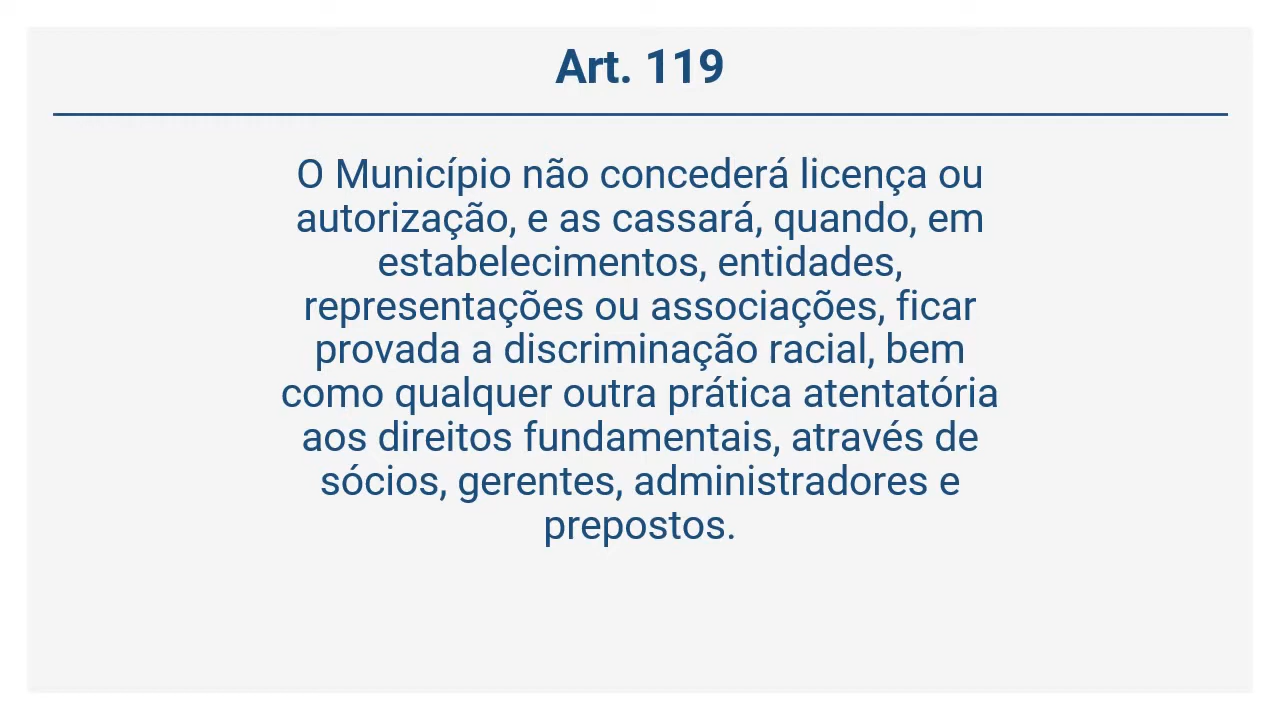 Art. 119
O Município não concederá licença ou
autorização, e as cassará, quando, em
estabelecimentos, entidades,
representações ou associações, ficar
provada a discriminação racial, bem
como qualquer outra prática atentatória
aos direitos fundamentais, através de
sócios, gerentes, administradores e
prepostos.